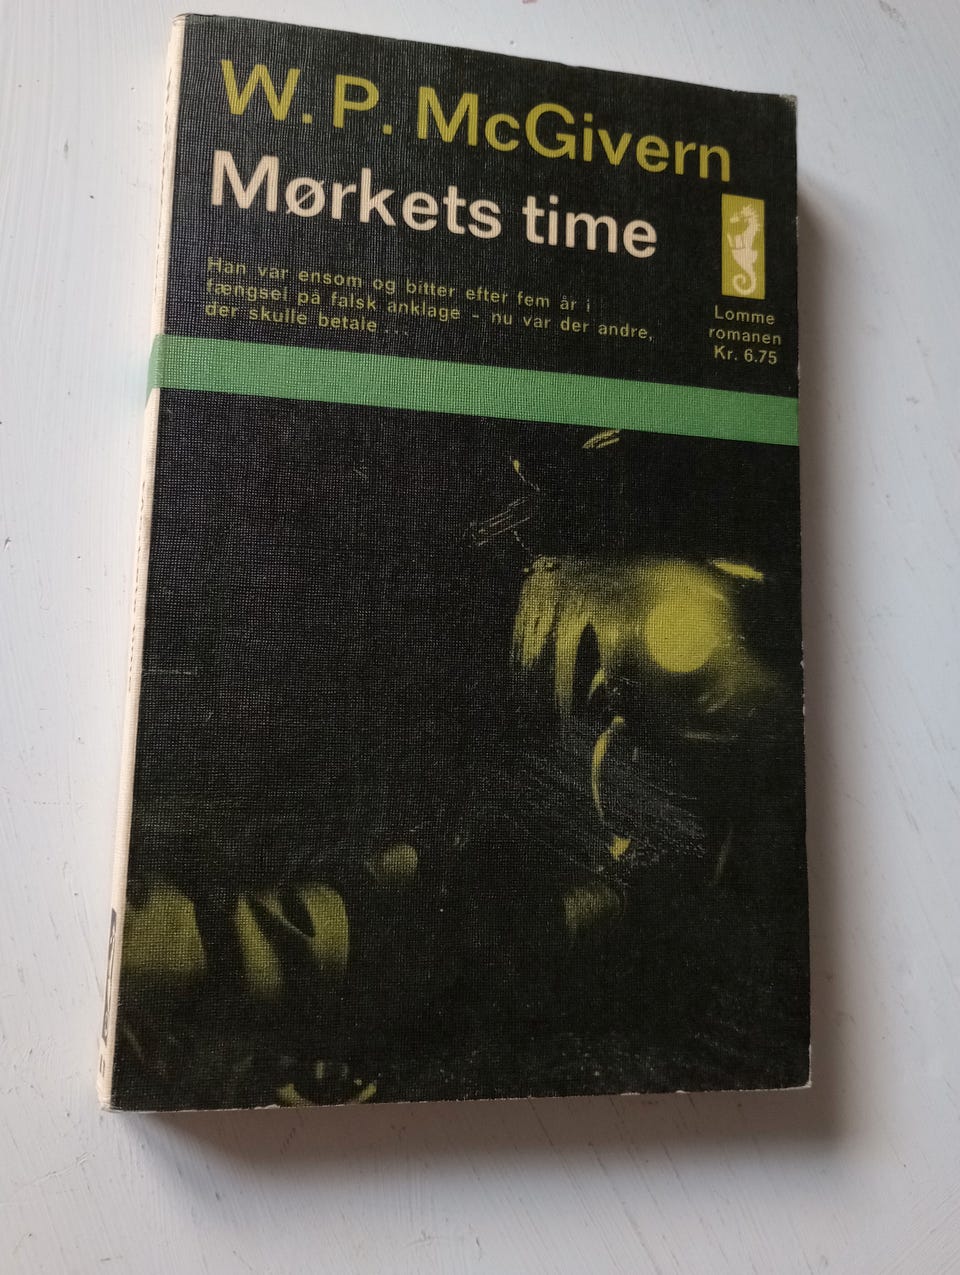 W. P. McGivern
Mørkets time
Han var ensom og bitter efter fem år i
fængsel på falsk anklage - nu var der andre,
der skulle betale ...
Lomme
romanen
Kr. 6.75